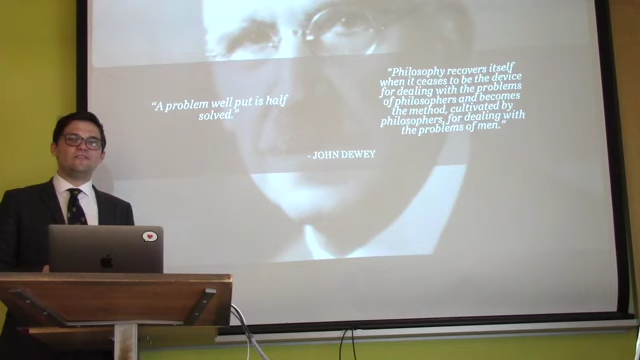 "A problem well put is half
solved."
"Philosophy recovers itself
when it ceases to be the device
for dealing with the problems
of philosophers and becomes
the method, cultivated by
philosophers, for dealing with
the problems of men."
- JOHN DEWEY